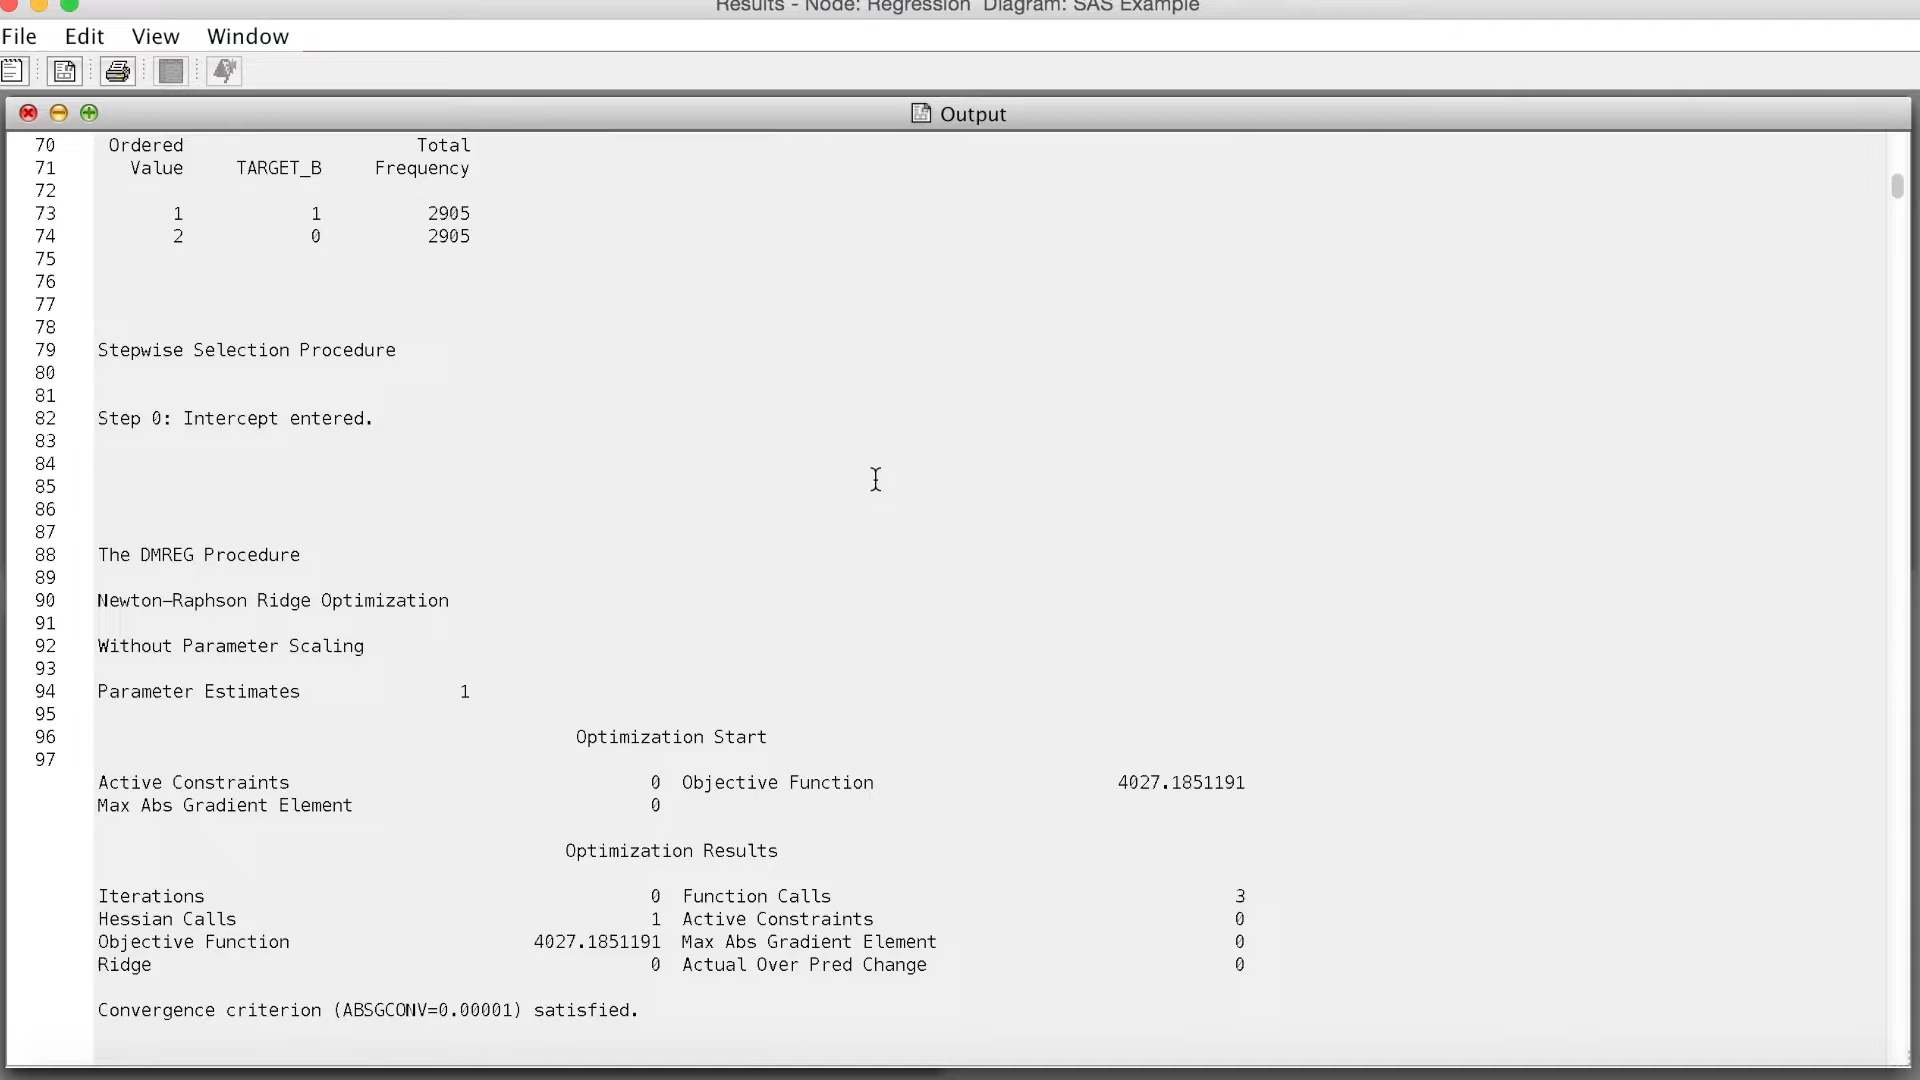 Results - Node: Regression  Diagram: SAS Example
File Edit View Window
Output
70 Ordered Total
71 Value TARGET_B Frequency
72
73 1 1 2905
74 2 0 2905
75
76
77
78
79 Stepwise Selection Procedure
80
81
82 Step 0: Intercept entered.
83
84
85
86
87
88 The DMREG Procedure
89
90 Newton-Raphson Ridge Optimization
91
92 Without Parameter Scaling
93
94 Parameter Estimates 1
95
96 Optimization Start
97
Active Constraints 0 Objective Function 4027.1851191
Max Abs Gradient Element 0
Optimization Results
Iterations 0 Function Calls 3
Hessian Calls 1 Active Constraints 0
Objective Function 4027.1851191 Max Abs Gradient Element 0
Ridge 0 Actual Over Pred Change 0
Convergence criterion (ABSGCONV=0.00001) satisfied.